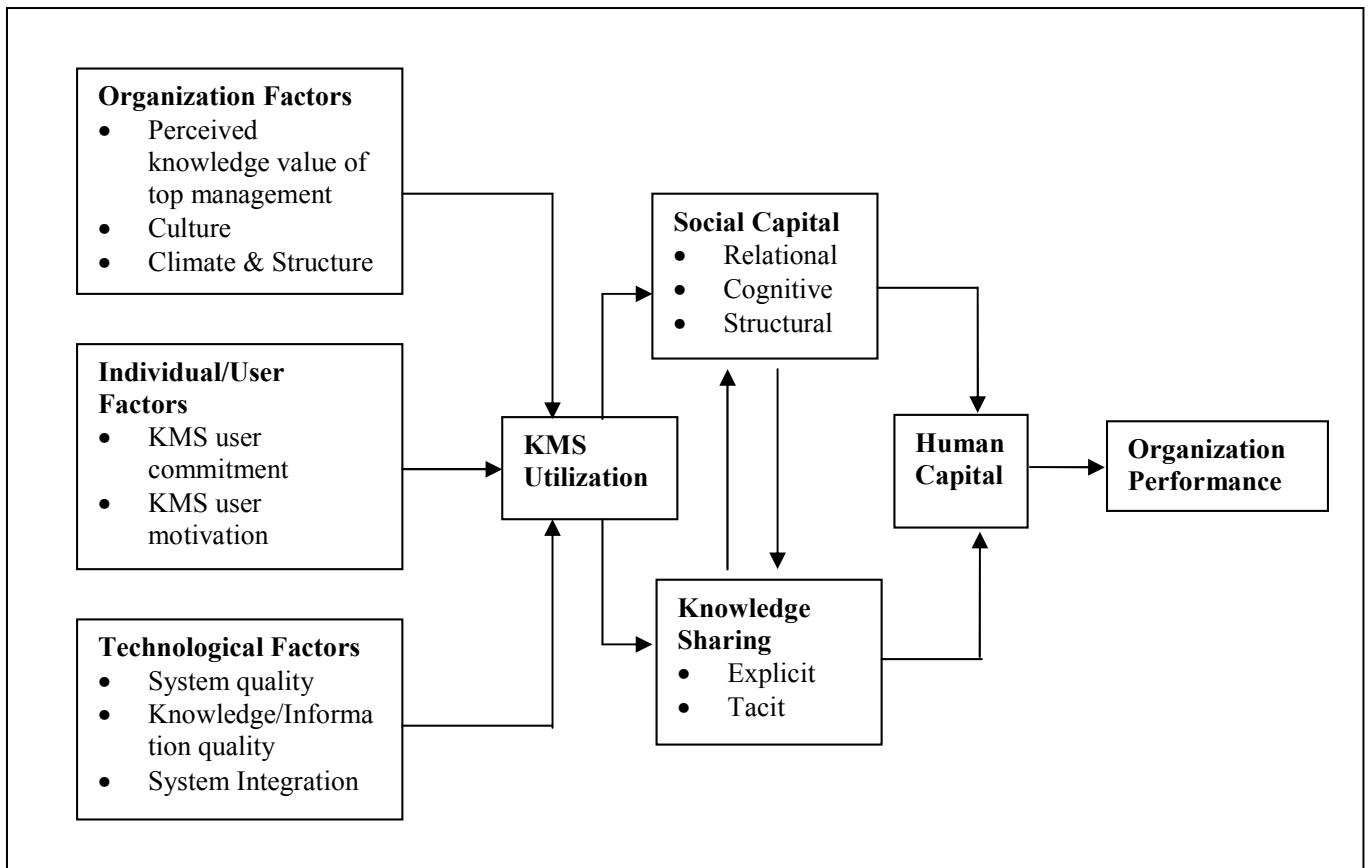 Organization Factors
• Perceived
knowledge value of
top management
• Culture
• Climate & Structure
Individual/User
Factors
• KMS user
commitment
• KMS user
motivation
Technological Factors
• System quality
• Knowledge/Informa
tion quality
• System Integration
KMS
Utilization
Social Capital
• Relational
• Cognitive
• Structural
Knowledge
Sharing
• Explicit
• Tacit
Human
Capital
Organization
Performance